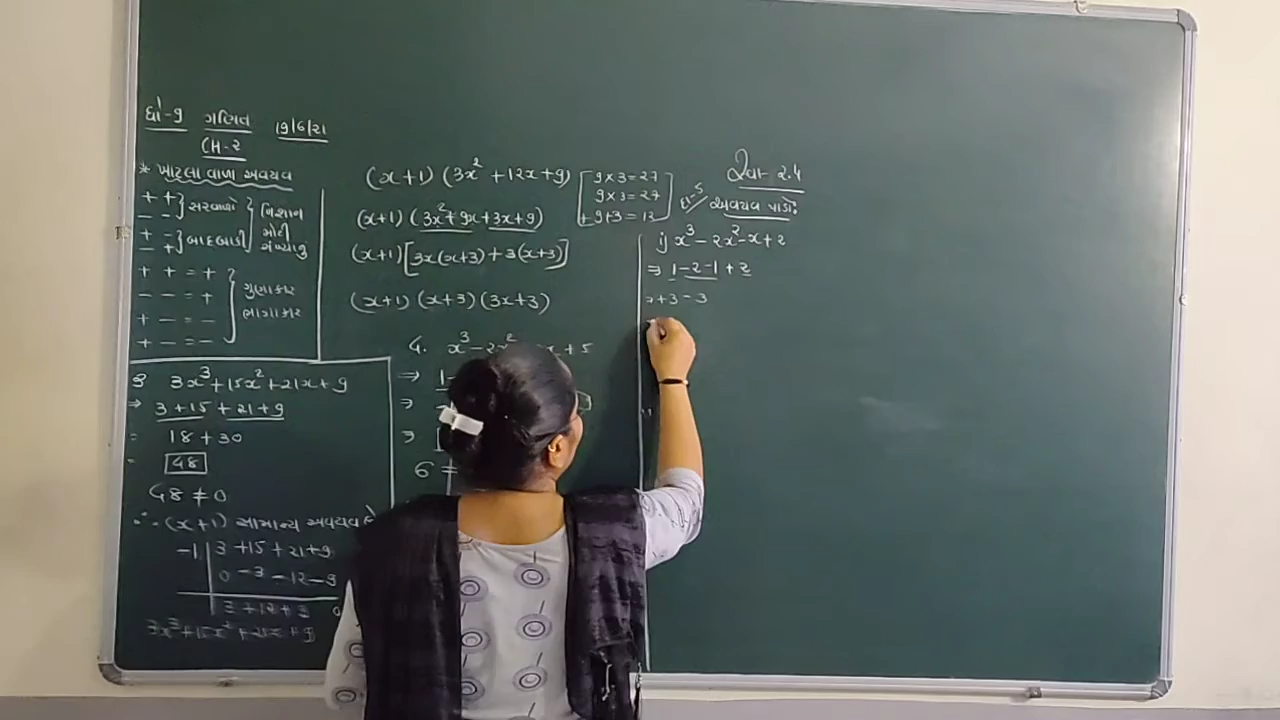 ધો-9 ગણિત 19/6/21
CH-2
* ખાટલા વાળા અવયવ
+ + } સરવાળો
- -
+ - } બાદબાકી
- +
નિશાન
મોટી
સંખ્યાનુ
+ + = +
- - = +
+ - = -
+ - = -
ગુણાકાર
ભાગાકાર
3 3x³+15x²+21x+9
⇒ 3+15+21+9
= 18+30
= 48
48 ≠ 0
∴ (x+1) સામાન્ય અવયવ છે
-1 | 3 +15 +21+9
0 -3 -12-9
3 +12 +9 0
3x³+15x²+21x+9
(x+1) (3x²+12x+9)
(x+1) (3x²+9x+3x+9)
(x+1)[3x(x+3)+3(x+3)]
(x+1) (x+3) (3x+3)
[9×3=27
9×3=27
+9+3=12]
4. x³-2x² x+5
⇒ 1-
⇒
⇒
6 =
સ્વા- 2.4
દા-5 અવયવ પાડો:
i) x³-2x²-x+2
⇒ 1-2-1+2
⇒ +3-3